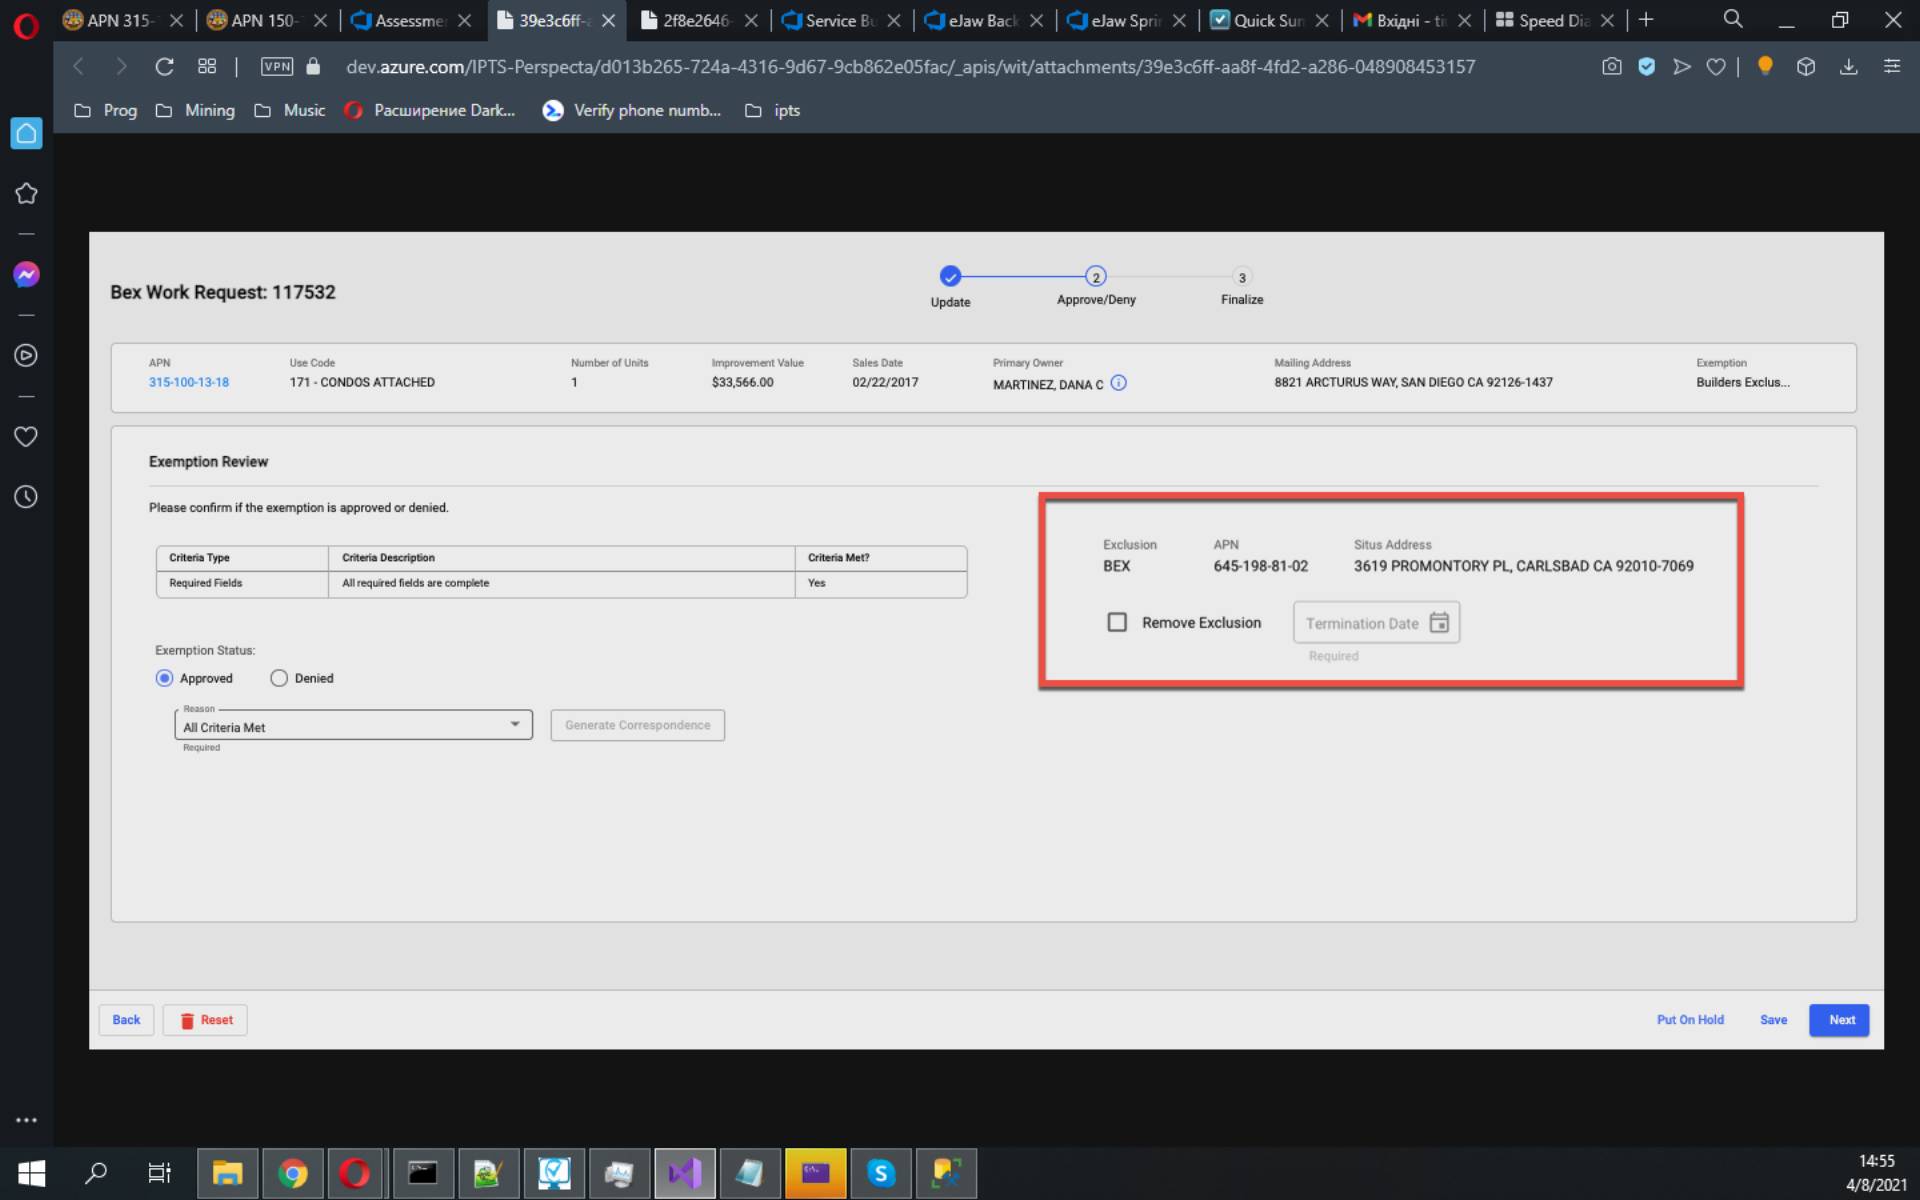 APN 315-
APN 150-
Assessme
39e3c6ff-a
2f8e2646-
Service Bu
eJaw Back
eJaw Sprin
Quick Sum
Вхідні - ti
Speed Dia
VPN
dev.azure.com/IPTS-Perspecta/d013b265-724a-4316-9d67-9cb862e05fac/_apis/wit/attachments/39e3c6ff-aa8f-4fd2-a286-048908453157
Prog
Mining
Music
Расширение Dark...
Verify phone numb...
ipts
Bex Work Request: 117532
Update
2
Approve/Deny
3
Finalize
APN
315-100-13-18
Use Code
171 - CONDOS ATTACHED
Number of Units
1
Improvement Value
$33,566.00
Sales Date
02/22/2017
Primary Owner
MARTINEZ, DANA C
Mailing Address
8821 ARCTURUS WAY, SAN DIEGO CA 92126-1437
Exemption
Builders Exclus...
Exemption Review
Please confirm if the exemption is approved or denied.
Criteria Type
Criteria Description
Criteria Met?
Required Fields
All required fields are complete
Yes
Exemption Status:
Approved
Denied
Reason
All Criteria Met
Required
Generate Correspondence
Exclusion
BEX
APN
645-198-81-02
Situs Address
3619 PROMONTORY PL, CARLSBAD CA 92010-7069
Remove Exclusion
Termination Date
Required
Back
Reset
Put On Hold
Save
Next
14:55
4/8/2021